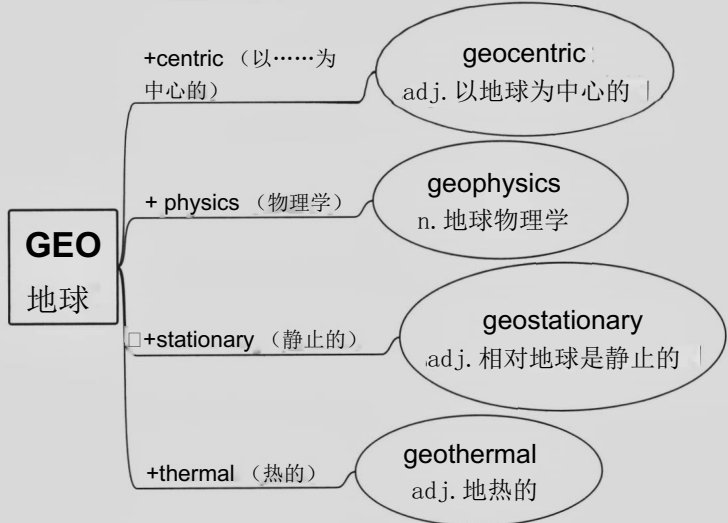 GEO
地球
+centric（以……为
中心的）
geocentric
adj.以地球为中心的
+ physics（物理学）
geophysics
n.地球物理学
+stationary（静止的）
geostationary
adj.相对地球是静止的
+thermal（热的）
geothermal
adj.地热的